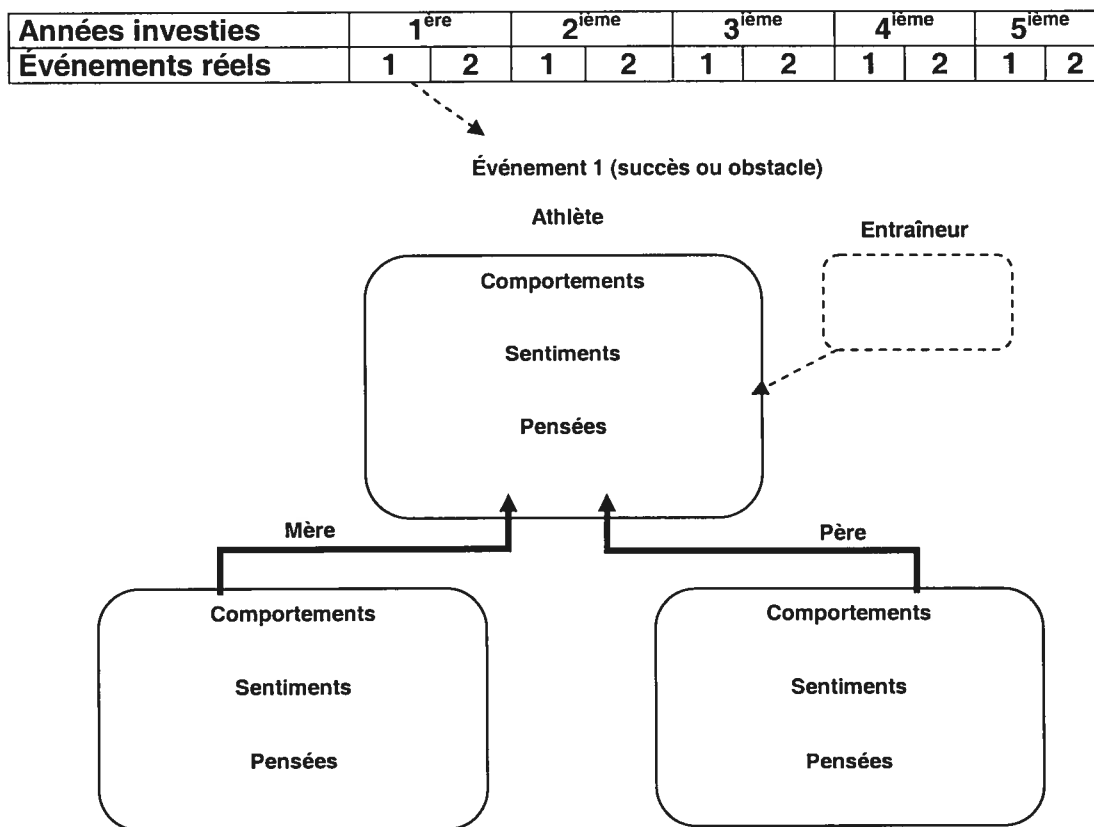 Années investies 1ère 2ième 3ième 4ième 5ième
Événements réels 1 2 1 2 1 2 1 2 1 2
Événement 1 (succès ou obstacle)
Athlète
Entraîneur
Comportements
Sentiments
Pensées
Mère
Père
Comportements
Sentiments
Pensées
Comportements
Sentiments
Pensées